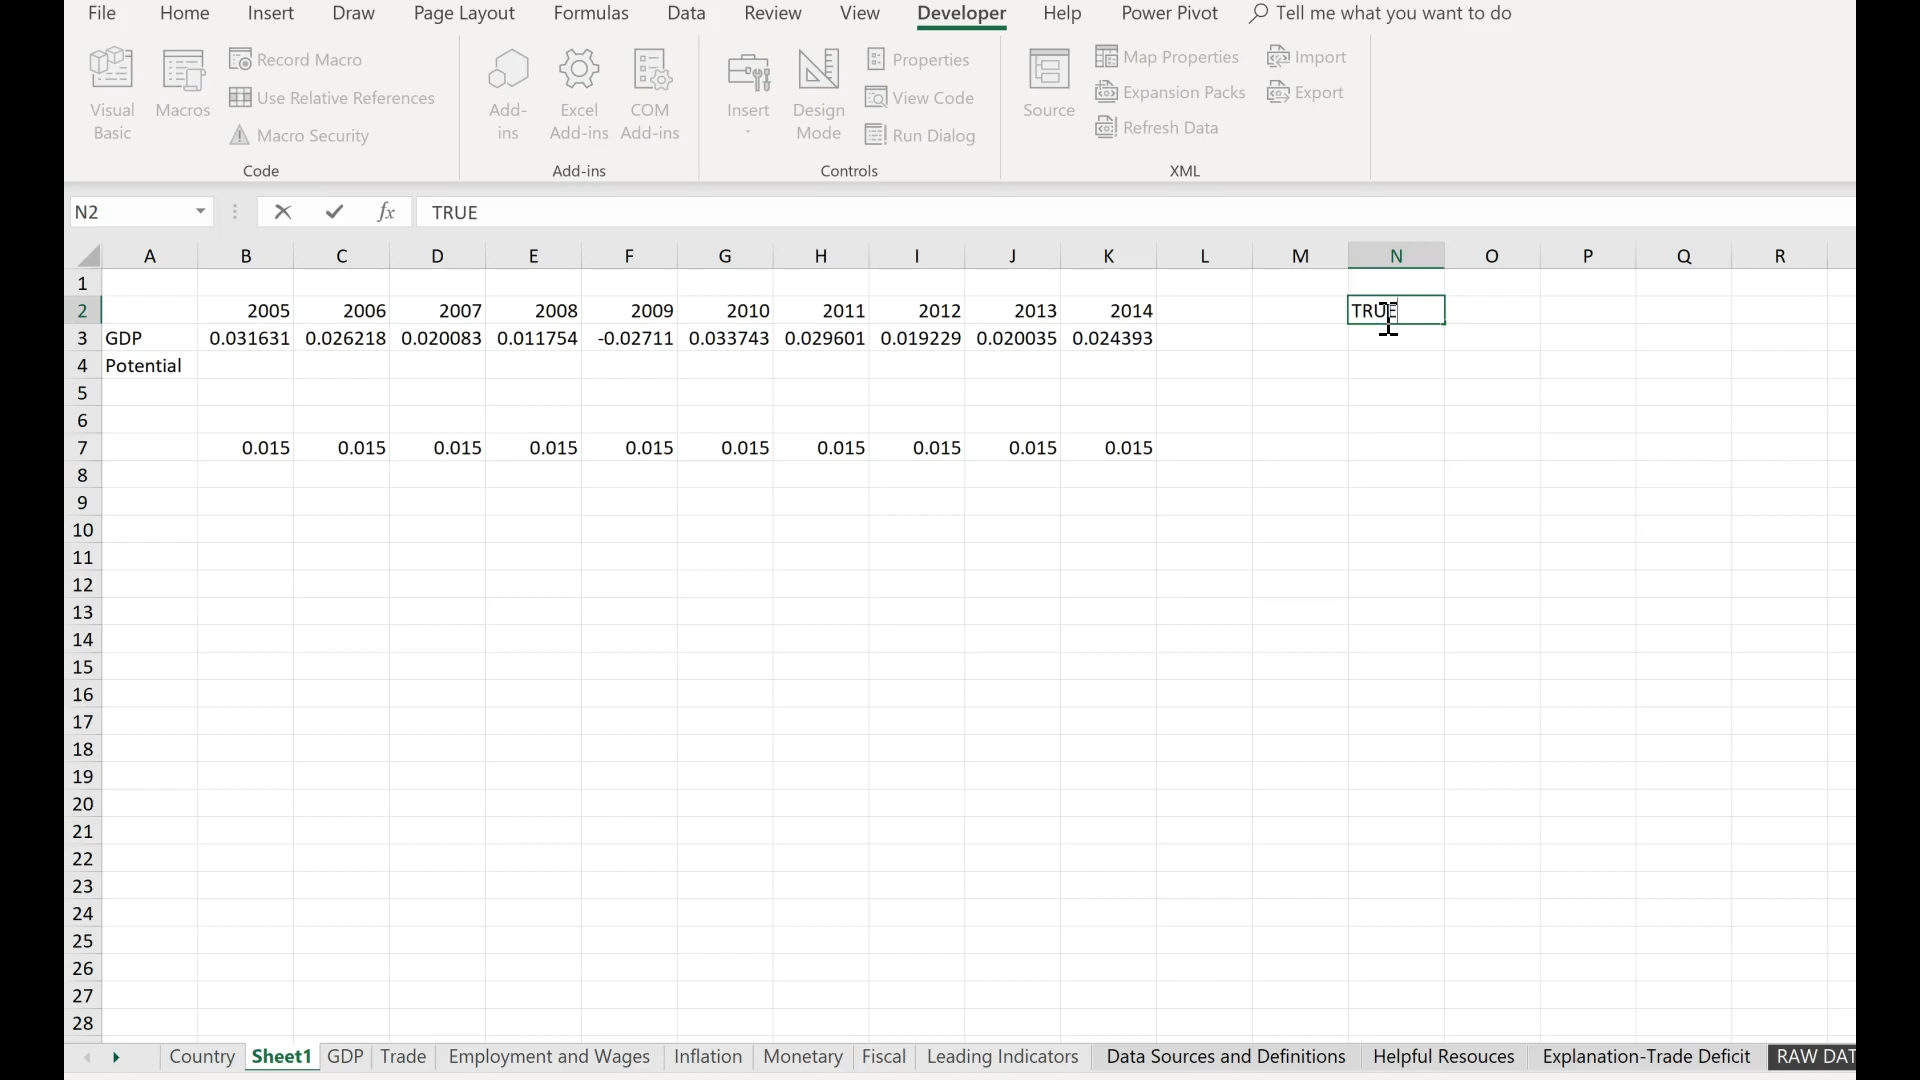 File Home Insert Draw Page Layout Formulas Data Review View Developer Help Power Pivot Tell me what you want to do
Visual Basic
Macros
Record Macro
Use Relative References
Macro Security
Code
Add-ins
Excel Add-ins
COM Add-ins
Add-ins
Insert
Design Mode
Properties
View Code
Run Dialog
Controls
Source
Map Properties
Expansion Packs
Refresh Data
Import
Export
XML
N2 fx TRUE
A B C D E F G H I J K L M N O P Q R
1
2 2005 2006 2007 2008 2009 2010 2011 2012 2013 2014 TRUE
3 GDP 0.031631 0.026218 0.020083 0.011754 -0.02711 0.033743 0.029601 0.019229 0.020035 0.024393
4 Potential
5
6
7 0.015 0.015 0.015 0.015 0.015 0.015 0.015 0.015 0.015 0.015
8
9
10
11
12
13
14
15
16
17
18
19
20
21
22
23
24
25
26
27
28
Country Sheet1 GDP Trade Employment and Wages Inflation Monetary Fiscal Leading Indicators Data Sources and Definitions Helpful Resouces Explanation-Trade Deficit RAW DAT